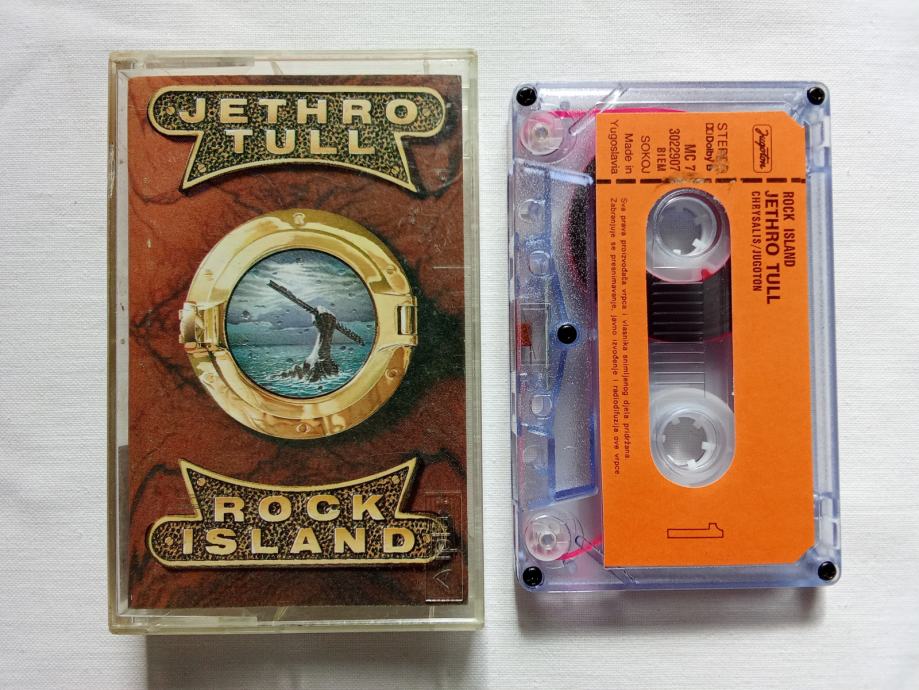 JETHRO
TULL
ROCK
ISLAND
Jugoton
STEREO
Dolby B
MC 7
3022907
BIEM
SOKOJ
Made in
Yugoslavia
ROCK ISLAND
JETHRO TULL
CHRYSALIS/JUGOTON
Sva prava proizvođača vrpca i vlasnika snimljenog djela pridržana.
Zabranjuje se presnimavanje, javno izvođenje i radiodifuzija ove vrpce
1